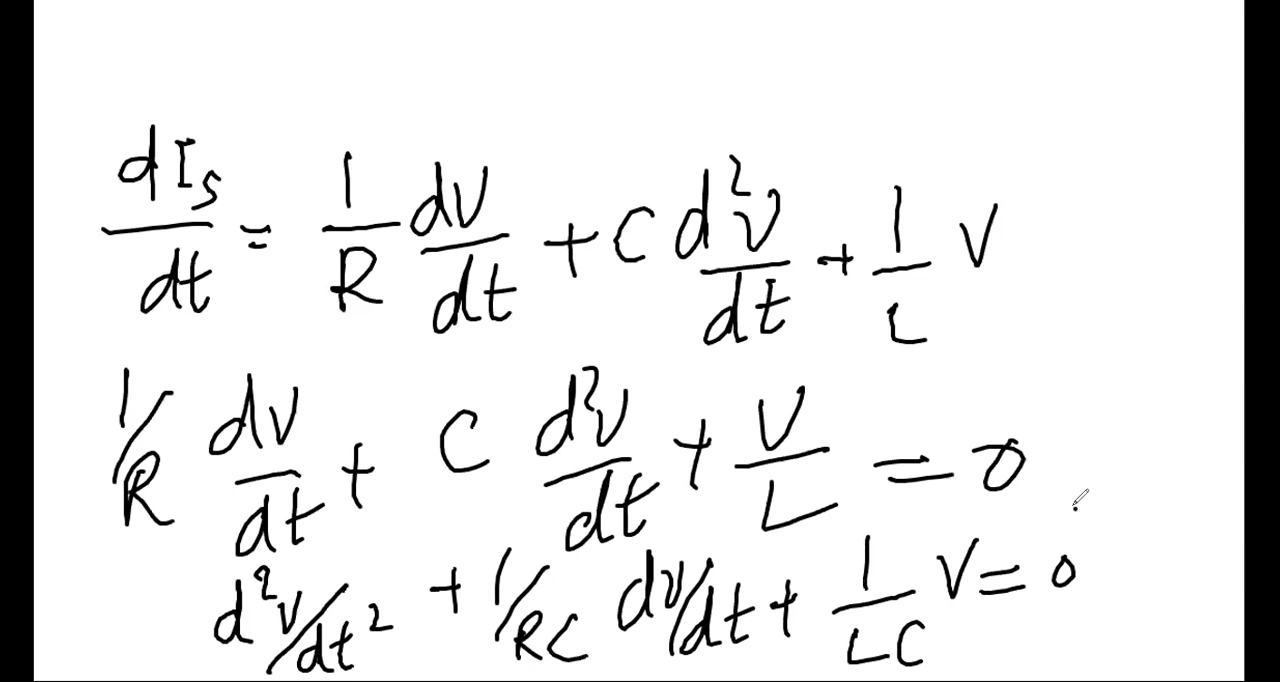 dIs/dt = 1/R dV/dt + C d²V/dt + 1/L V
1/R dV/dt + C d²V/dt + V/L = 0
d²V/dt² + 1/RC dV/dt + 1/LC V = 0